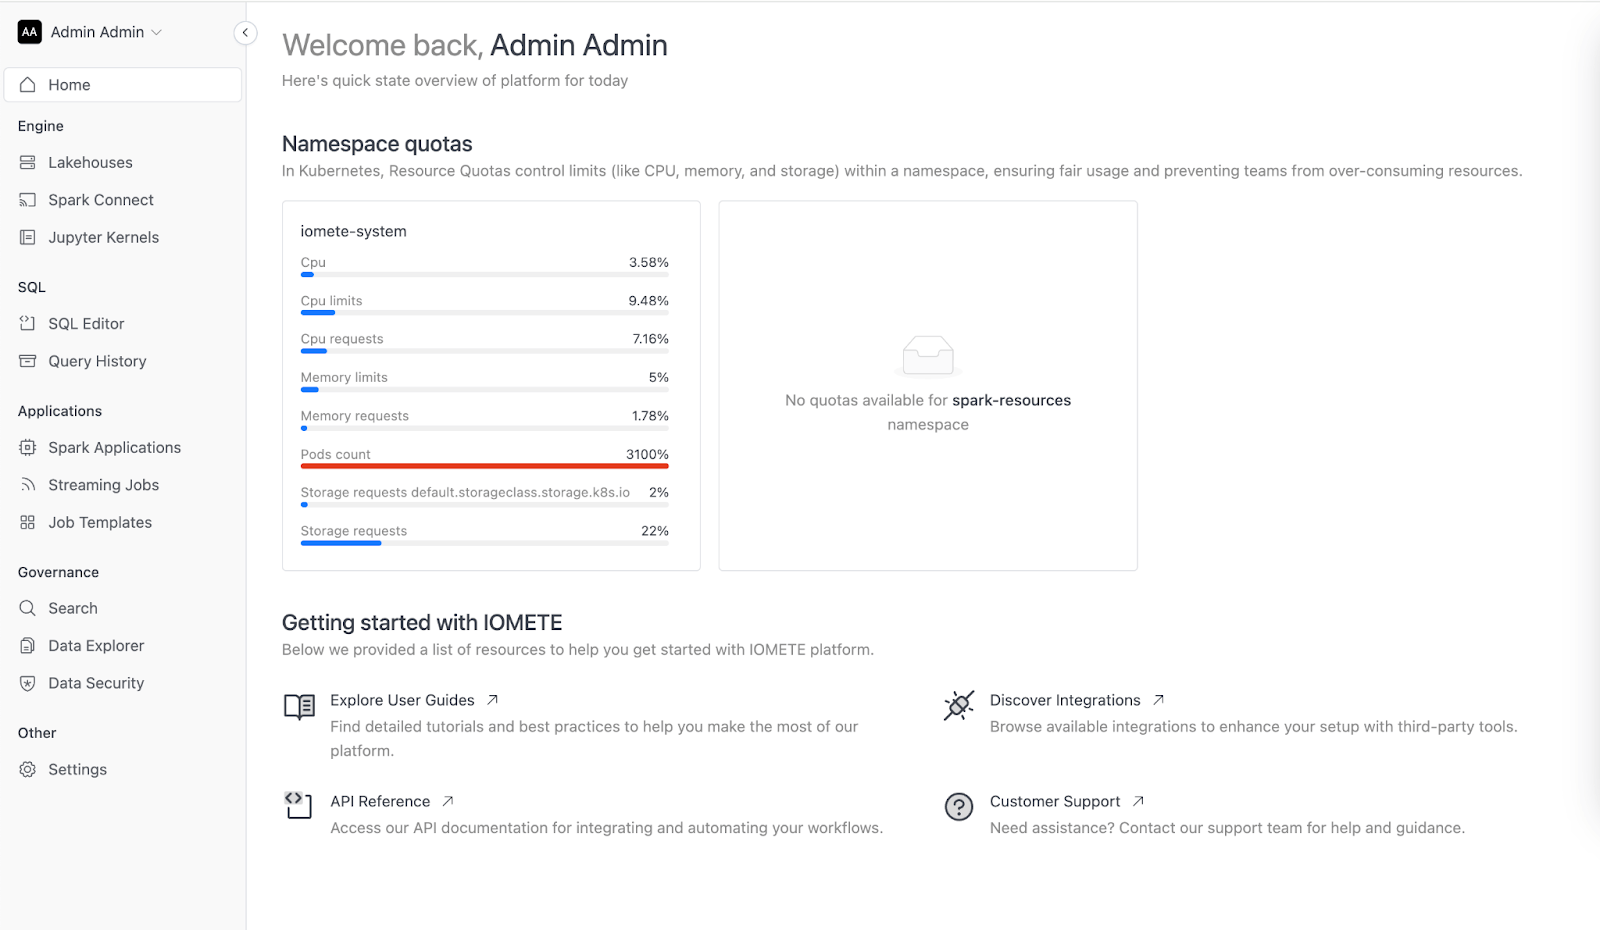 AA Admin Admin
Home
Engine
Lakehouses
Spark Connect
Jupyter Kernels
SQL
SQL Editor
Query History
Applications
Spark Applications
Streaming Jobs
Job Templates
Governance
Search
Data Explorer
Data Security
Other
Settings
Welcome back, Admin Admin
Here's quick state overview of platform for today
Namespace quotas
In Kubernetes, Resource Quotas control limits (like CPU, memory, and storage) within a namespace, ensuring fair usage and preventing teams from over-consuming resources.
iomete-system
Cpu 3.58%
Cpu limits 9.48%
Cpu requests 7.16%
Memory limits 5%
Memory requests 1.78%
Pods count 3100%
Storage requests default.storageclass.storage.k8s.io 2%
Storage requests 22%
No quotas available for spark-resources
namespace
Getting started with IOMETE
Below we provided a list of resources to help you get started with IOMETE platform.
Explore User Guides
Find detailed tutorials and best practices to help you make the most of our
platform.
Discover Integrations
Browse available integrations to enhance your setup with third-party tools.
API Reference
Access our API documentation for integrating and automating your workflows.
Customer Support
Need assistance? Contact our support team for help and guidance.